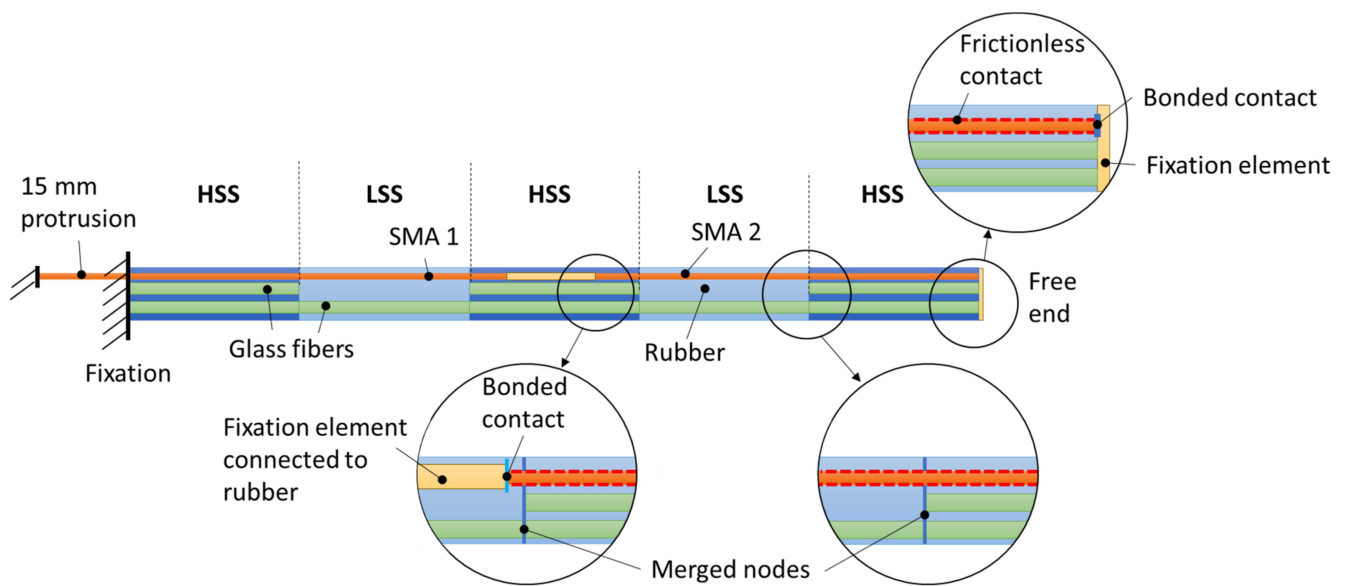 Frictionless
contact
Bonded contact
Fixation element
15 mm
protrusion
HSS
LSS
HSS
LSS
HSS
SMA 1
SMA 2
Free
end
Glass fibers
Rubber
Fixation
Bonded
contact
Fixation element
connected to
rubber
Merged nodes